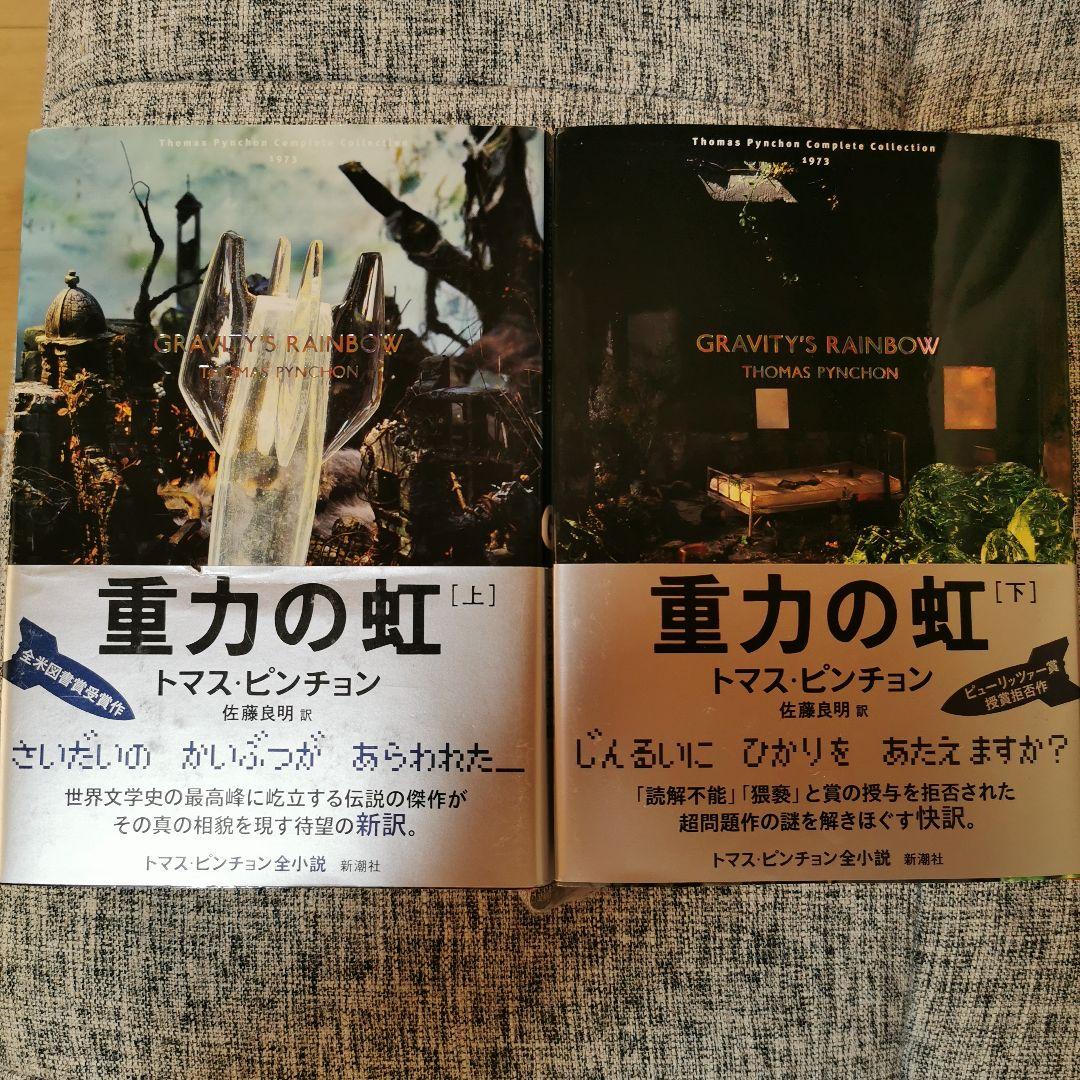 Thomas Pynchon Complete Collection
1973
GRAVITY'S RAINBOW
THOMAS PYNCHON
重力の虹[上]
全米図書賞受賞作
トマス・ピンチョン
佐藤良明 訳
さいだいの かいぶつが あらわれた_
世界文学史の最高峰に屹立する伝説の傑作が
その真の相貌を現す待望の新訳。
トマス・ピンチョン全小説 新潮社
Thomas Pynchon Complete Collection
1973
GRAVITY'S RAINBOW
THOMAS PYNCHON
重力の虹[下]
トマス・ピンチョン
ピューリッツァー賞
授賞拒否作
佐藤良明 訳
じんるいに ひかりを あたえますか?
「読解不能」「猥褻」と賞の授与を拒否された
超問題作の謎を解きほぐす快訳。
トマス・ピンチョン全小説 新潮社